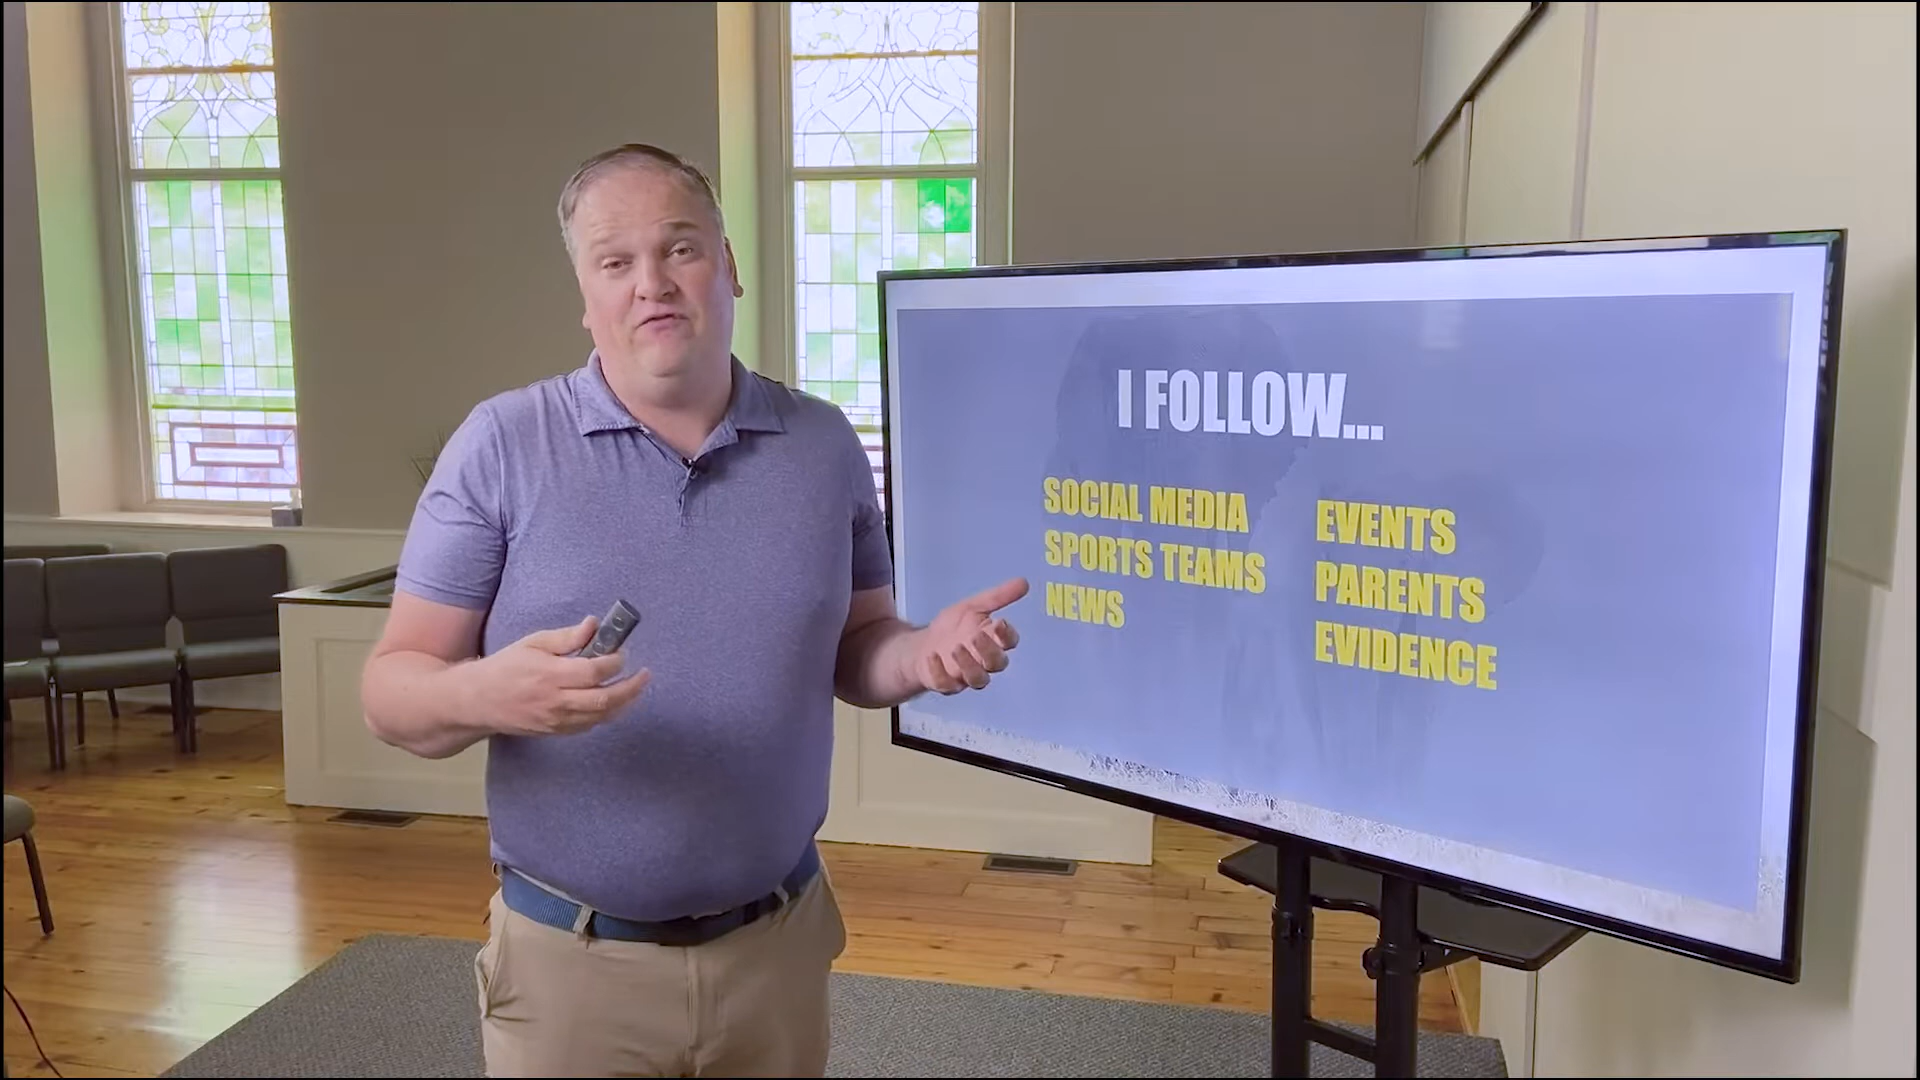 I FOLLOW...
SOCIAL MEDIA
SPORTS TEAMS
NEWS
EVENTS
PARENTS
EVIDENCE